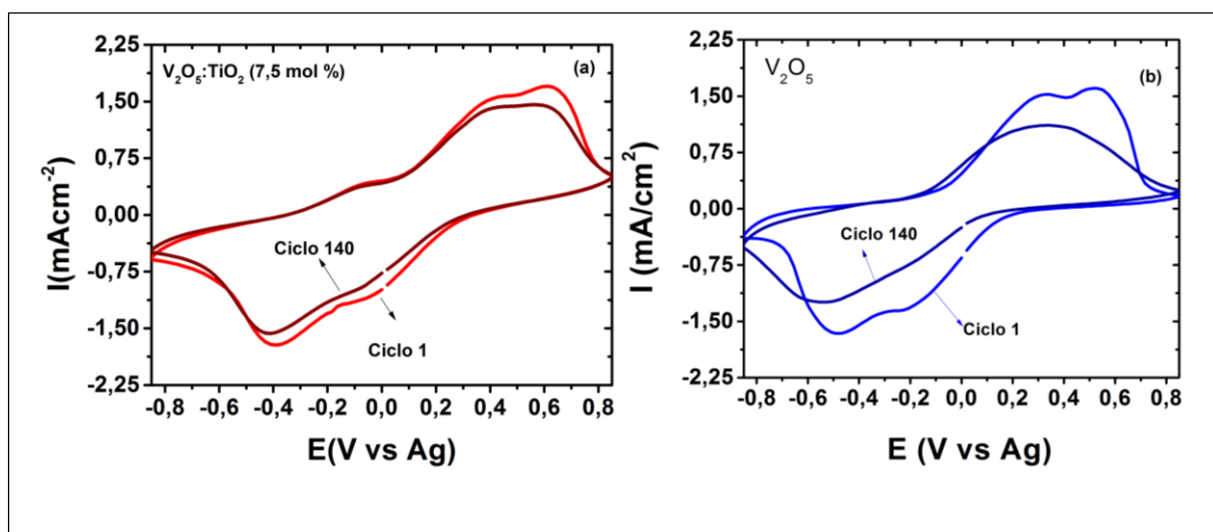 V₂O₅:TiO₂ (7,5 mol %)
(a)
2,25
1,50
0,75
0,00
-0,75
-1,50
-2,25
I(mAcm⁻²)
Ciclo 140
Ciclo 1
-0,8 -0,6 -0,4 -0,2 0,0 0,2 0,4 0,6 0,8
E(V vs Ag)
V₂O₅
(b)
2,25
1,50
0,75
0,00
-0,75
-1,50
-2,25
I (mA/cm²)
Ciclo 140
Ciclo 1
-0,8 -0,6 -0,4 -0,2 0,0 0,2 0,4 0,6 0,8
E (V vs Ag)